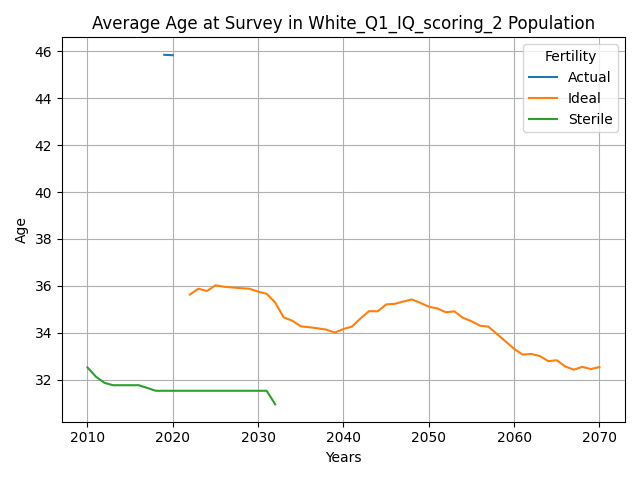 Average Age at Survey in White_Q1_IQ_scoring_2 Population
Fertility
Actual
Ideal
Sterile
Age
46
44
42
40
38
36
34
32
2010 2020 2030 2040 2050 2060 2070
Years